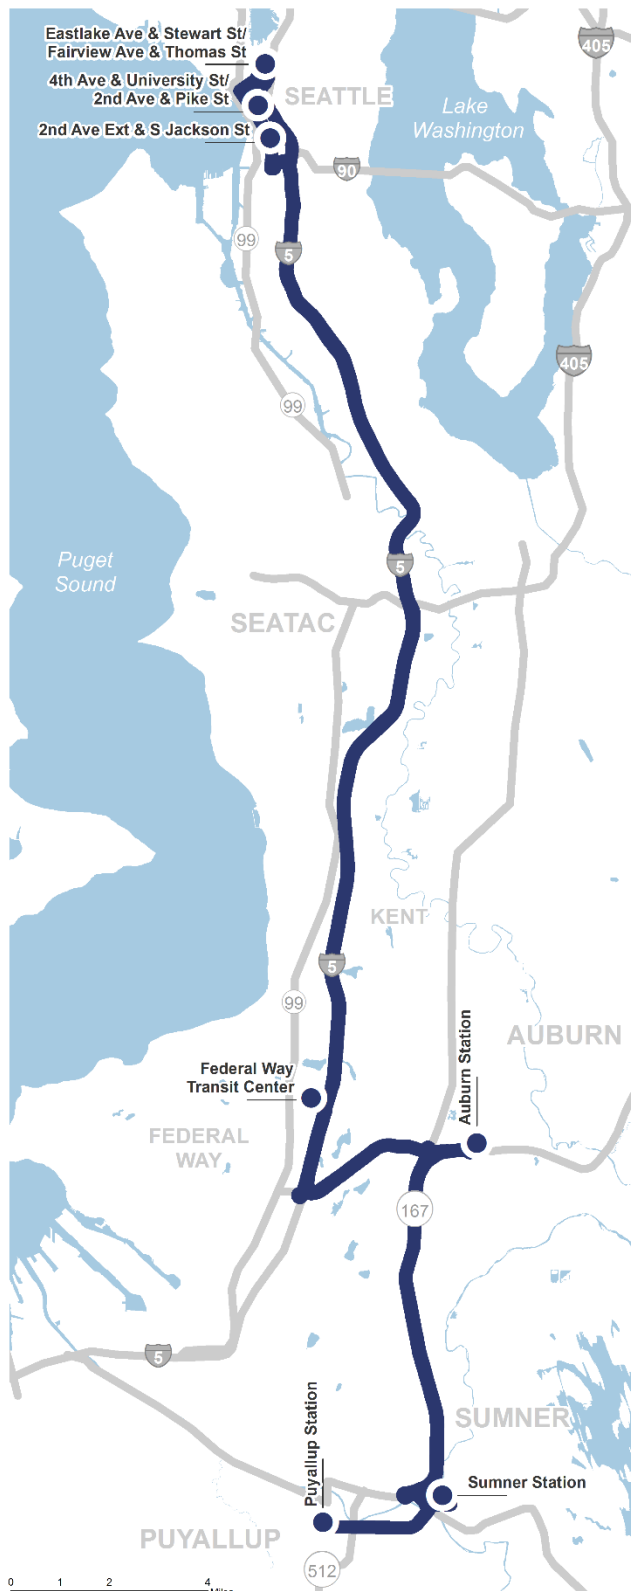 Eastlake Ave & Stewart St/
Fairview Ave & Thomas St
405
4th Ave & University St/
2nd Ave & Pike St
SEATTLE
Lake
Washington
2nd Ave Ext & S Jackson St
90
99
5
405
99
Puget
Sound
5
SEATAC
KENT
5
99
AUBURN
Auburn Station
Federal Way
Transit Center
FEDERAL
WAY
167
5
Puyallup Station
SUMNER
Sumner Station
PUYALLUP
512
0 1 2 4
Miles